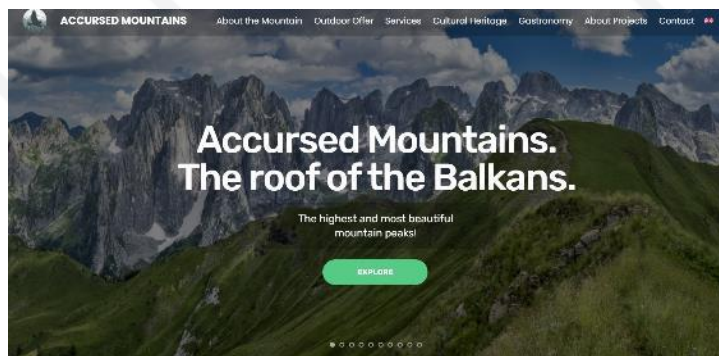 ACCURSED MOUNTAINS
About the Mountain Outdoor Offer Services Cultural Heritage Gastronomy About Projects Contact
Accursed Mountains.
The roof of the Balkans.
The highest and most beautiful
mountain peaks!
EXPLORE